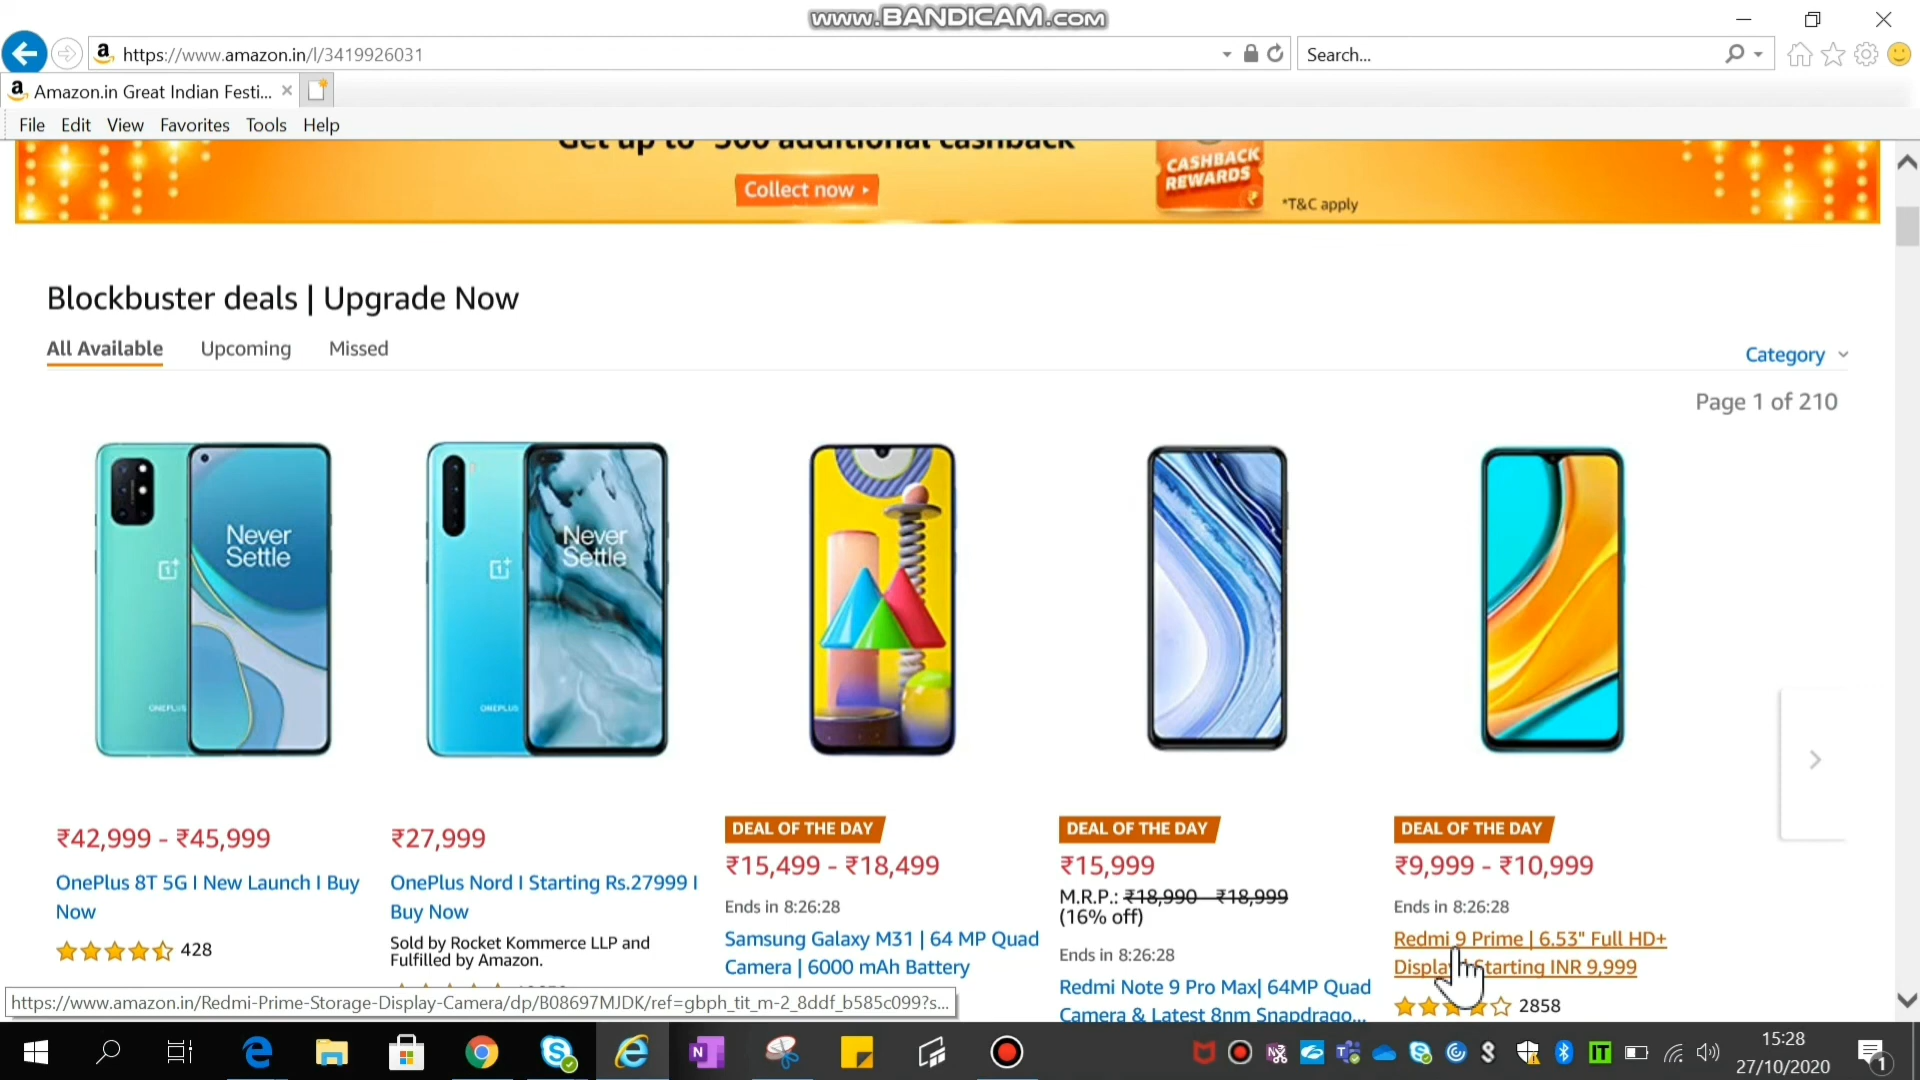 www.BANDICAM.com
https://www.amazon.in/l/3419926031
Search...
Amazon.in Great Indian Festi...
File Edit View Favorites Tools Help
Get up to 500 additional cashback
Collect now
CASHBACK
REWARDS
*T&C apply
Blockbuster deals | Upgrade Now
All Available Upcoming Missed
Category
Page 1 of 210
Never
Settle
ONEPLUS
Never
Settle
ONEPLUS
₹42,999 - ₹45,999
OnePlus 8T 5G I New Launch I Buy
Now
428
₹27,999
OnePlus Nord I Starting Rs.27999 I
Buy Now
Sold by Rocket Kommerce LLP and
Fulfilled by Amazon.
DEAL OF THE DAY
₹15,499 - ₹18,499
Ends in 8:26:28
Samsung Galaxy M31 | 64 MP Quad
Camera | 6000 mAh Battery
DEAL OF THE DAY
₹15,999
M.R.P.: ₹18,990 - ₹18,999
(16% off)
Ends in 8:26:28
Redmi Note 9 Pro Max| 64MP Quad
Camera & Latest 8nm Snapdrago...
DEAL OF THE DAY
₹9,999 - ₹10,999
Ends in 8:26:28
Redmi 9 Prime | 6.53" Full HD+
Display Starting INR 9,999
2858
https://www.amazon.in/Redmi-Prime-Storage-Display-Camera/dp/B08697MJDK/ref=gbph_tit_m-2_8ddf_b585c099?s...
15:28
27/10/2020
1